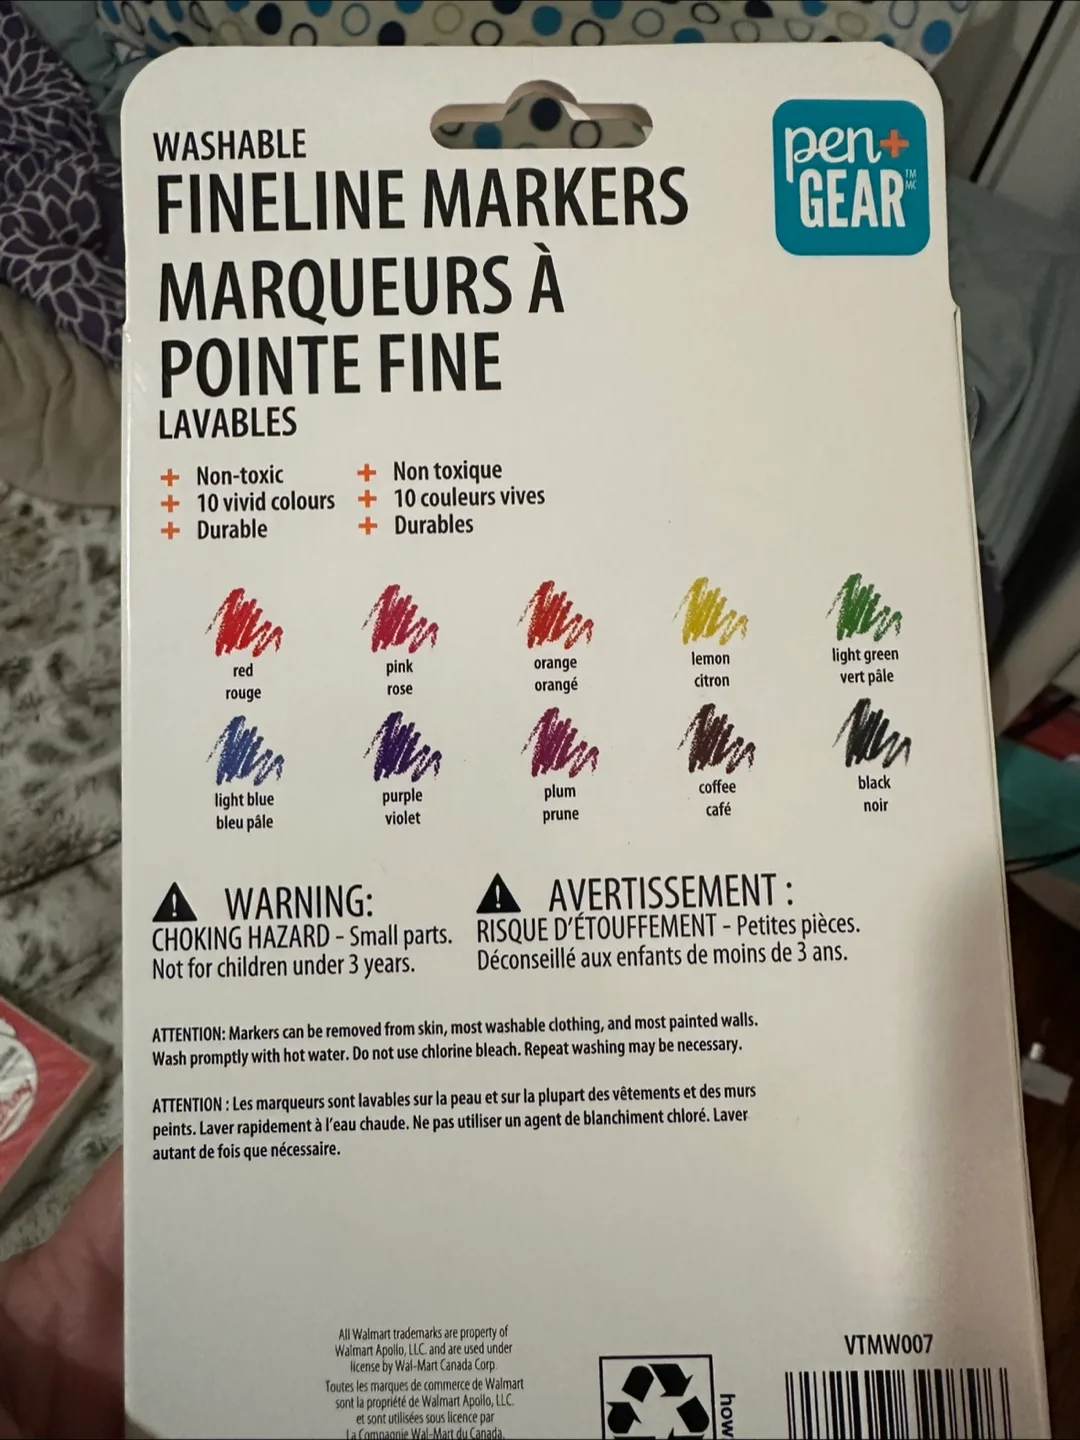 pen+
GEAR
TM
MC
WASHABLE
FINELINE MARKERS
MARQUEURS À
POINTE FINE
LAVABLES
+ Non-toxic
+ 10 vivid colours
+ Durable
+ Non toxique
+ 10 couleurs vives
+ Durables
red
rouge
pink
rose
orange
orangé
lemon
citron
light green
vert pâle
light blue
bleu pâle
purple
violet
plum
prune
coffee
café
black
noir
WARNING:
CHOKING HAZARD – Small parts.
Not for children under 3 years.
AVERTISSEMENT :
RISQUE D'ÉTOUFFEMENT – Petites pièces.
Déconseillé aux enfants de moins de 3 ans.
ATTENTION: Markers can be removed from skin, most washable clothing, and most painted walls.
Wash promptly with hot water. Do not use chlorine bleach. Repeat washing may be necessary.
ATTENTION : Les marqueurs sont lavables sur la peau et sur la plupart des vêtements et des murs
peints. Laver rapidement à l'eau chaude. Ne pas utiliser un agent de blanchiment chloré. Laver
autant de fois que nécessaire.
All Walmart trademarks are property of
Walmart Apollo, LLC. and are used under
license by Wal-Mart Canada Corp.
Toutes les marques de commerce de Walmart
sont la propriété de Walmart Apollo, LLC.
et sont utilisées sous licence par
La Compagnie Wal-Mart du Canada.
how
VTMW007